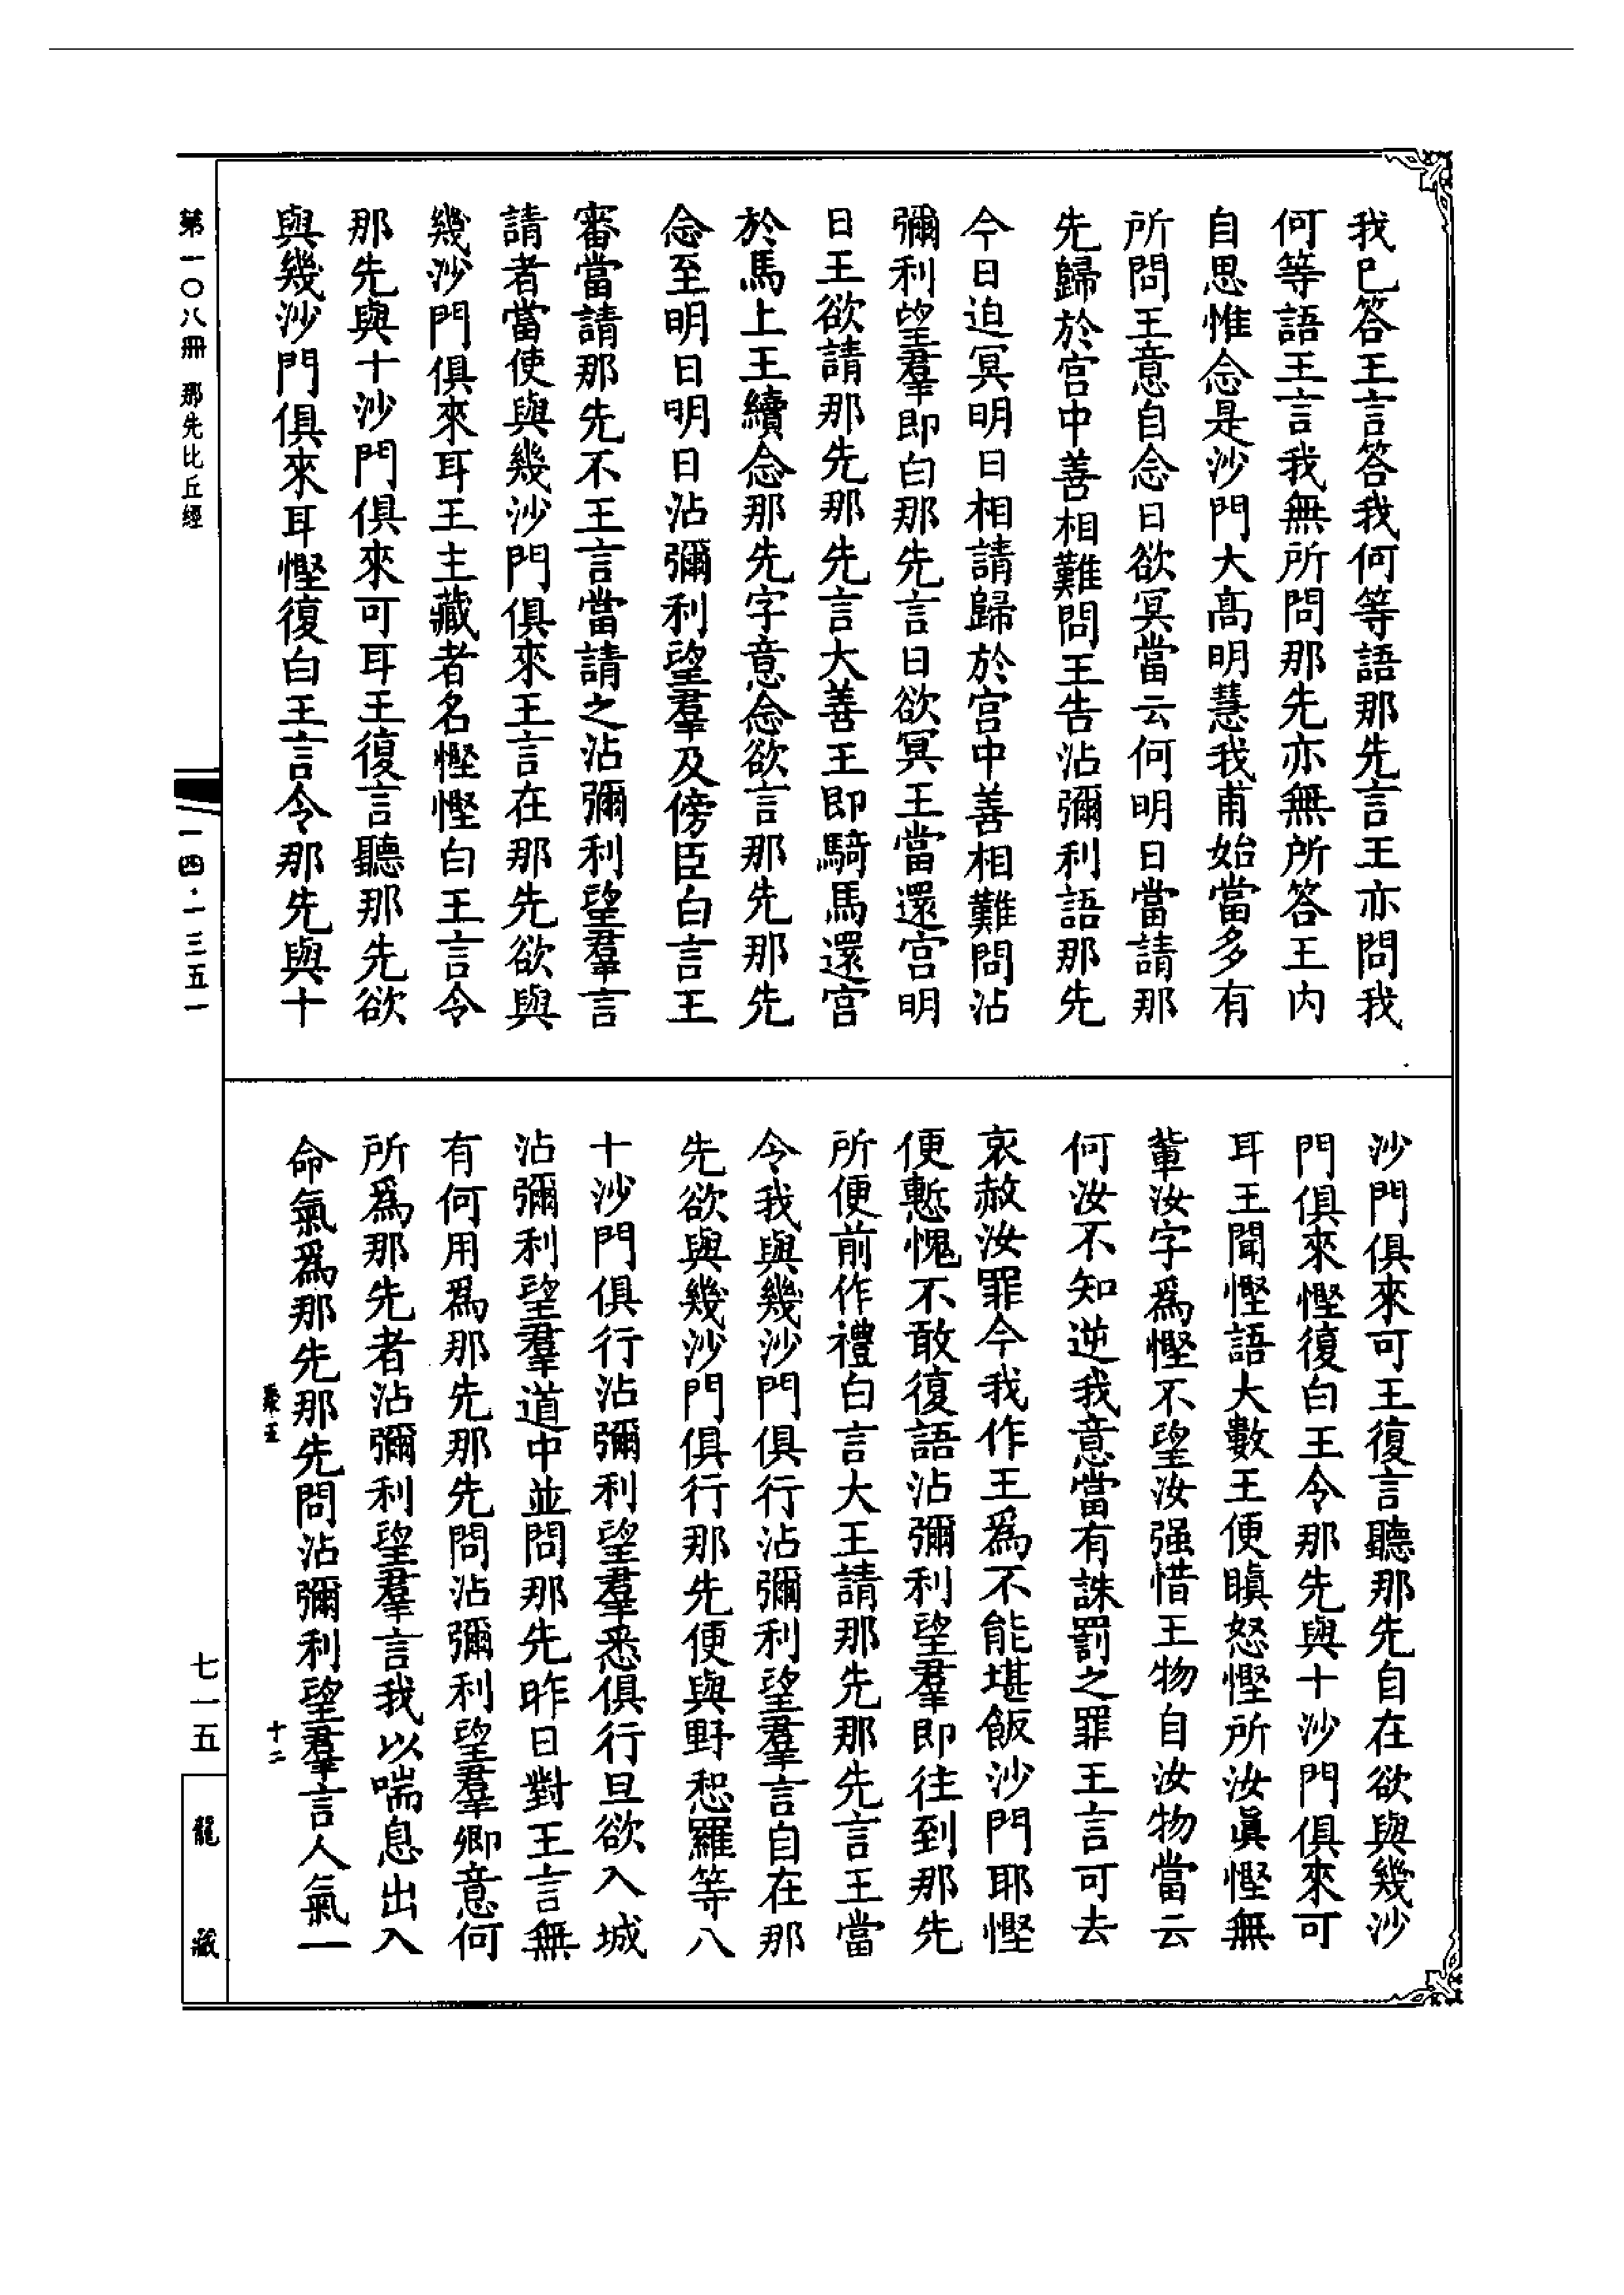 我已答王言答我何等語那先言王亦問我
何等語王言我無所問那先亦無所答王内
自思惟念是沙門大高明慧我甫始當多有
所問王意自念日欲冥當云何明日當請那
先歸於宫中善相難問王告沾彌利語那先
今日迫冥明日相請歸於宫中善相難問沾
彌利望羣即白那先言日欲冥王當還宫明
日王欲請那先那先言大善王即騎馬還宫
於馬上王續念那先字意念欲言那先那先
念至明日明日沾彌利望羣及傍臣白言王
審當請那先不王言當請之沾彌利望羣言
請者當使與幾沙門俱來王言在那先欲與
幾沙門俱來耳王主藏者名慳慳白王言令
那先與十沙門俱來可耳王復言聽那先欲
與幾沙門俱來耳慳復白王言令那先與十
沙門俱來可王復言聽那先自在欲與幾沙
門俱來慳復白王令那先與十沙門俱來可
耳王聞慳語大數王便瞋怒慳所汝眞慳無
輩汝字爲慳不望汝强惜王物自汝物當云
何汝不知逆我意當有誅罰之罪王言可去
哀赦汝罪今我作王爲不能堪飯沙門耶慳
便慙愧不敢復語沾彌利望羣即往到那先
所便前作禮白言大王請那先那先言王當
令我與幾沙門俱行沾彌利望羣言自在那
先欲與幾沙門俱行那先便與野惒羅等八
十沙門俱行沾彌利望羣悉俱行旦欲入城
沾彌利望羣道中並問那先昨日對王言無
有何用爲那先那先問沾彌利望羣卿意何
所爲那先者沾彌利望羣言我以喘息出入
命氣爲那先那先問沾彌利望羣言人氣一
十二
第一〇八冊 那先比丘經
一四·一三五一
七一五
龍藏